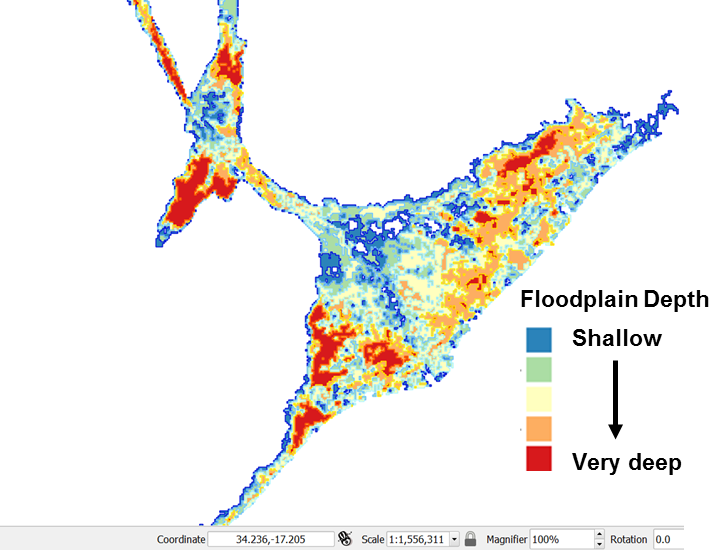 Floodplain Depth
Shallow
Very deep
Coordinate 34.236,-17.205 Scale 1:1,556,311 Magnifier 100% Rotation 0.0